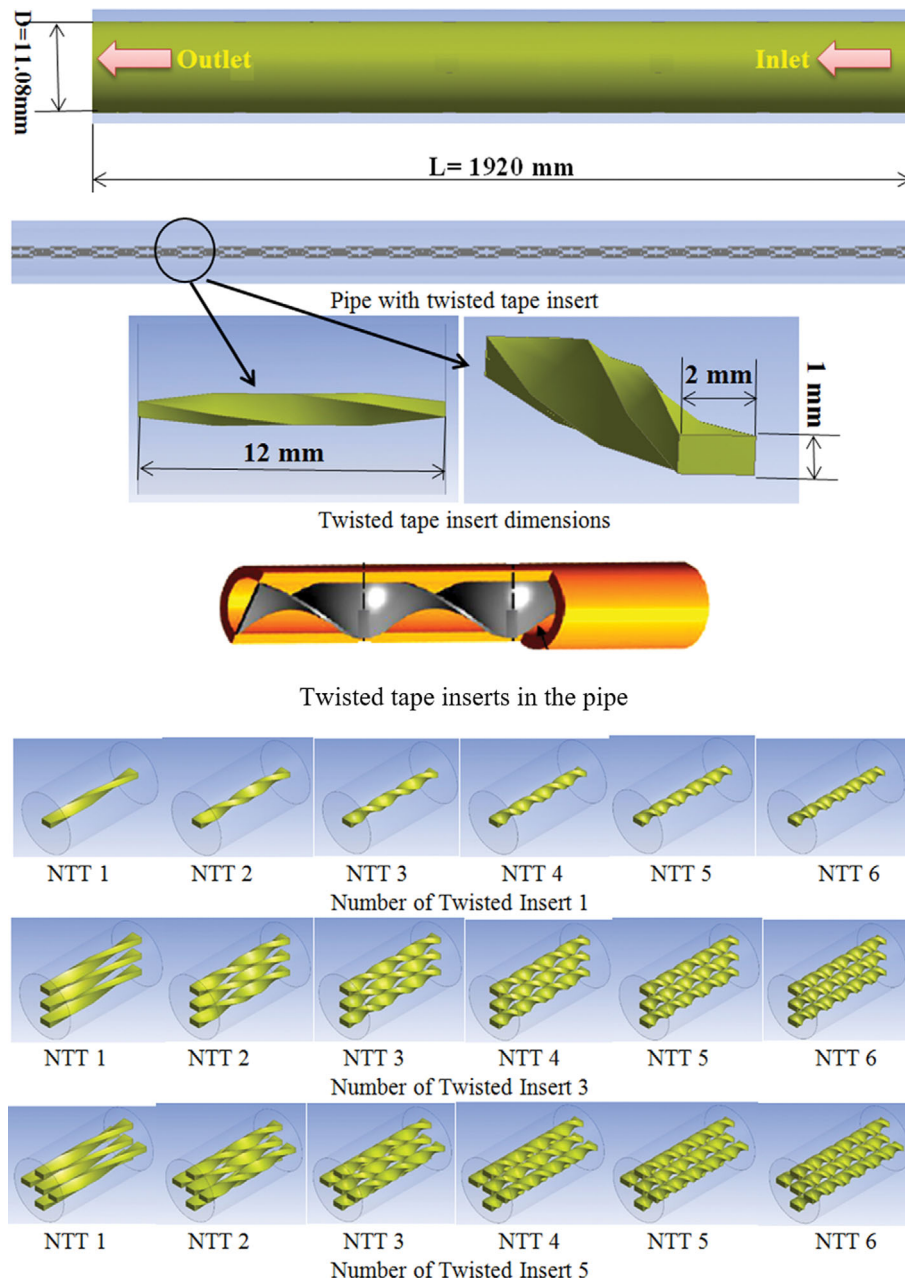 D=11.08mm
Outlet
Inlet
L= 1920 mm
Pipe with twisted tape insert
2 mm
1 mm
12 mm
Twisted tape insert dimensions
Twisted tape inserts in the pipe
NTT 1 NTT 2 NTT 3 NTT 4 NTT 5 NTT 6
Number of Twisted Insert 1
NTT 1 NTT 2 NTT 3 NTT 4 NTT 5 NTT 6
Number of Twisted Insert 3
NTT 1 NTT 2 NTT 3 NTT 4 NTT 5 NTT 6
Number of Twisted Insert 5